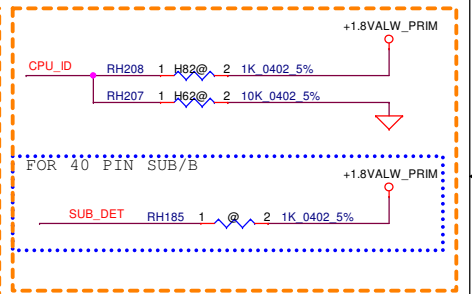 +1.8VALW_PRIM
CPU_ID RH208 1 H82@ 2 1K_0402_5%
RH207 1 H62@ 2 10K_0402_5%
FOR 40 PIN SUB/B
+1.8VALW_PRIM
SUB_DET RH185 1 @ 2 1K_0402_5%